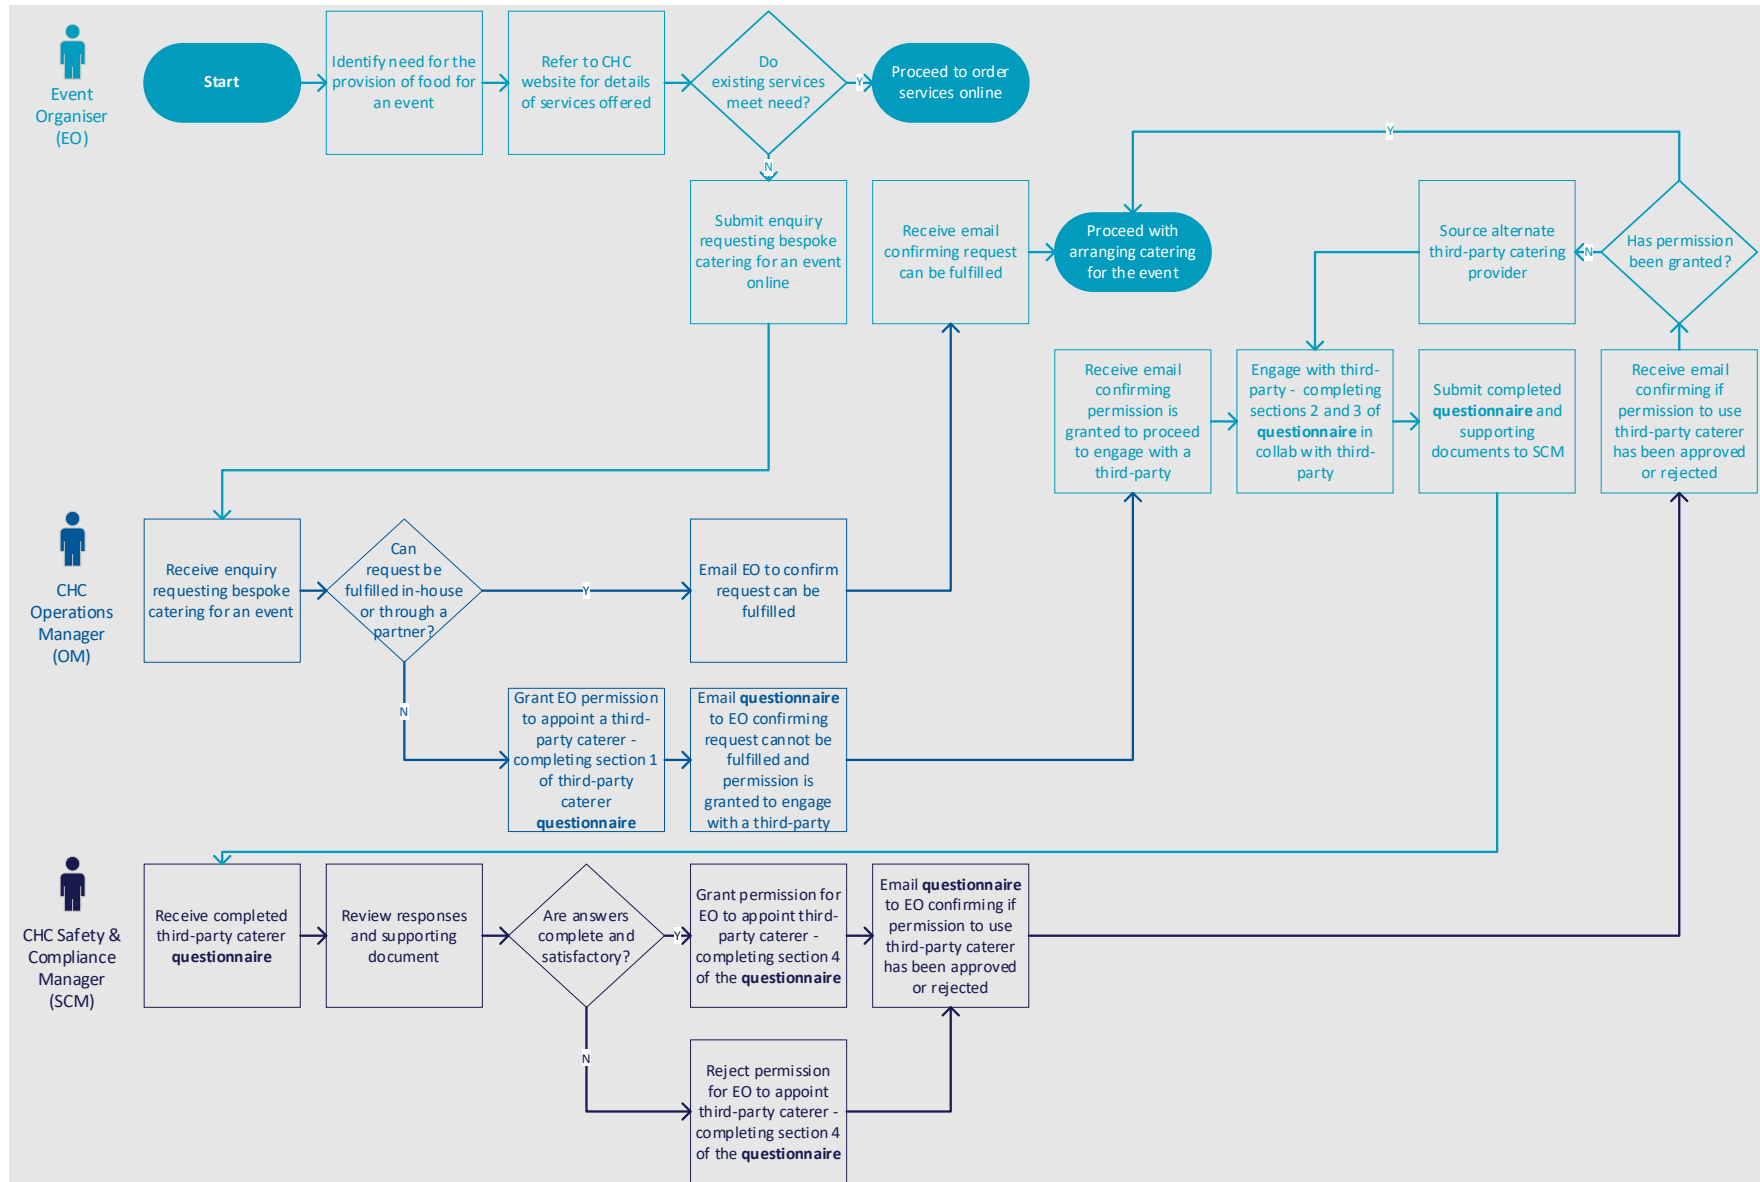 Event
Organiser
(EO)
Start
Identify need for the
provision of food for
an event
Refer to CHC
website for details
of services offered
Do
existing services
meet need?
Y
Proceed to order
services online
N
Y
Submit enquiry
requesting bespoke
catering for an event
online
Receive email
confirming request
can be fulfilled
Proceed with
arranging catering
for the event
Source alternate
third-party catering
provider
N
Has permission
been granted?
Receive email
confirming
permission is
granted to proceed
to engage with a
third-party
Engage with third-
party - completing
sections 2 and 3 of
questionnaire in
collab with third-
party
Submit completed
questionnaire and
supporting
documents to SCM
Receive email
confirming if
permission to use
third-party caterer
has been approved
or rejected
CHC
Operations
Manager
(OM)
Receive enquiry
requesting bespoke
catering for an event
Can
request be
fulfilled in-house
or through a
partner?
Y
Email EO to confirm
request can be
fulfilled
N
Grant EO permission
to appoint a third-
party caterer -
completing section 1
of third-party
caterer
questionnaire
Email questionnaire
to EO confirming
request cannot be
fulfilled and
permission is
granted to engage
with a third-party
CHC Safety &
Compliance
Manager
(SCM)
Receive completed
third-party caterer
questionnaire
Review responses
and supporting
document
Are answers
complete and
satisfactory?
Y
Grant permission for
EO to appoint third-
party caterer -
completing section 4
of the questionnaire
Email questionnaire
to EO confirming if
permission to use
third-party caterer
has been approved
or rejected
N
Reject permission
for EO to appoint
third-party caterer -
completing section 4
of the questionnaire